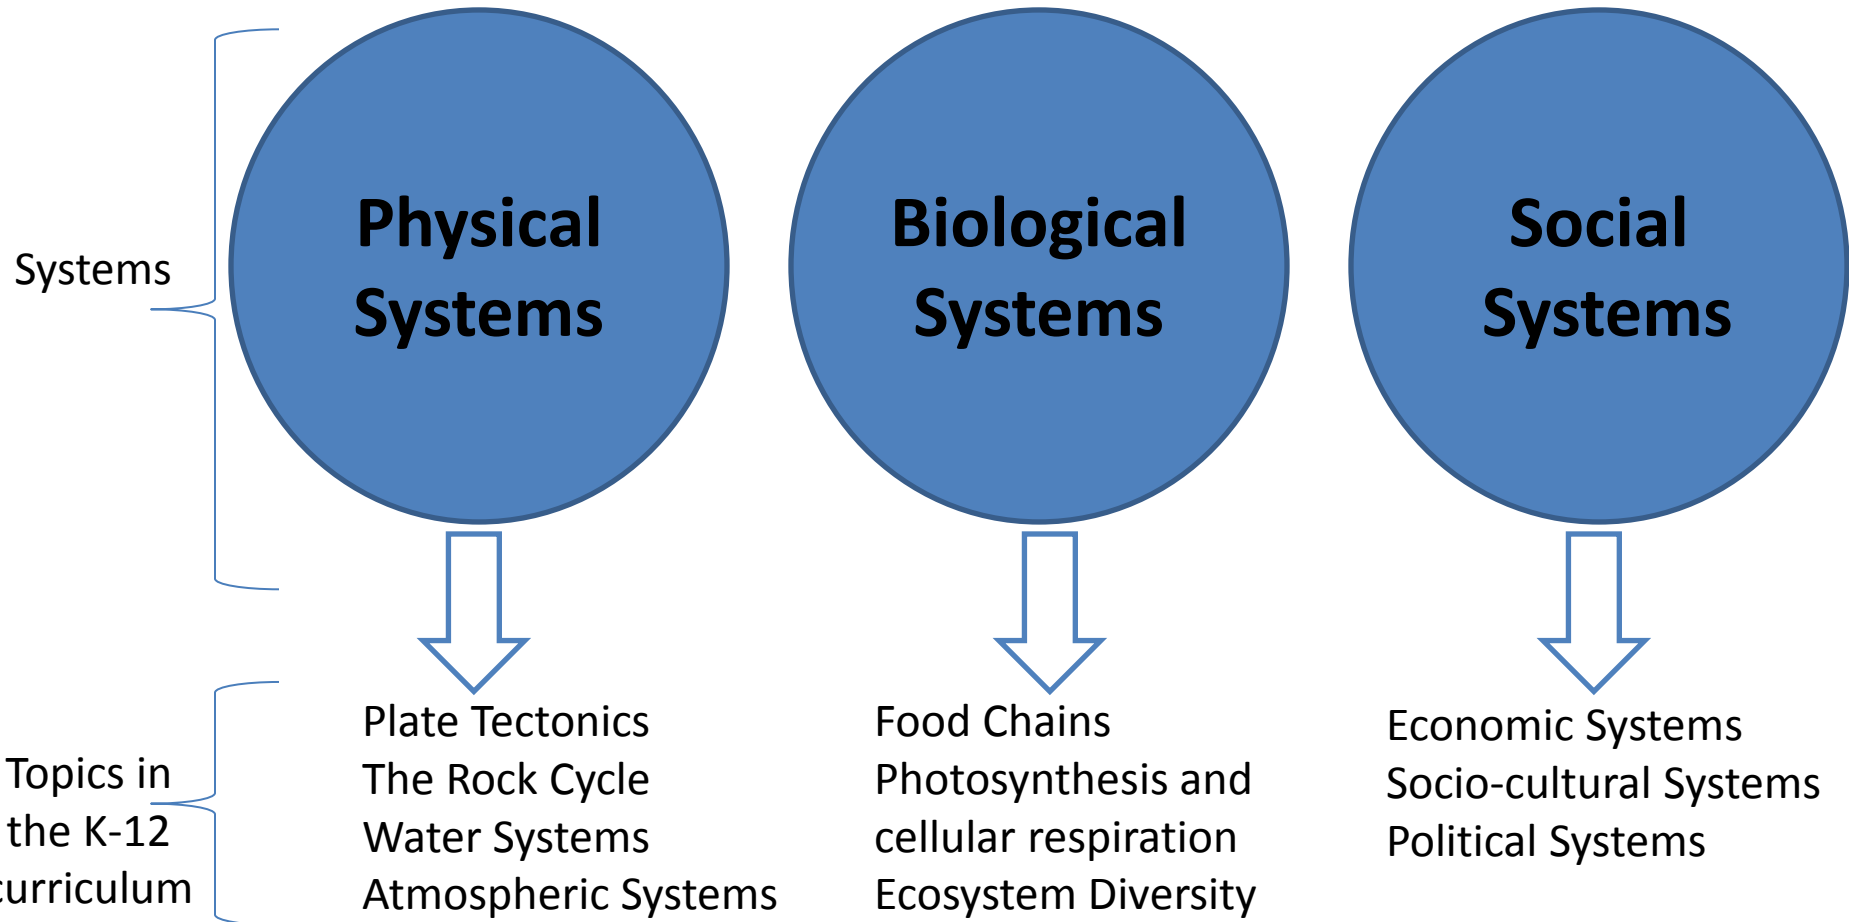 Systems
Physical
Systems
Biological
Systems
Social
Systems
Topics in
the K-12
curriculum
Plate Tectonics
The Rock Cycle
Water Systems
Atmospheric Systems
Food Chains
Photosynthesis and
cellular respiration
Ecosystem Diversity
Economic Systems
Socio-cultural Systems
Political Systems